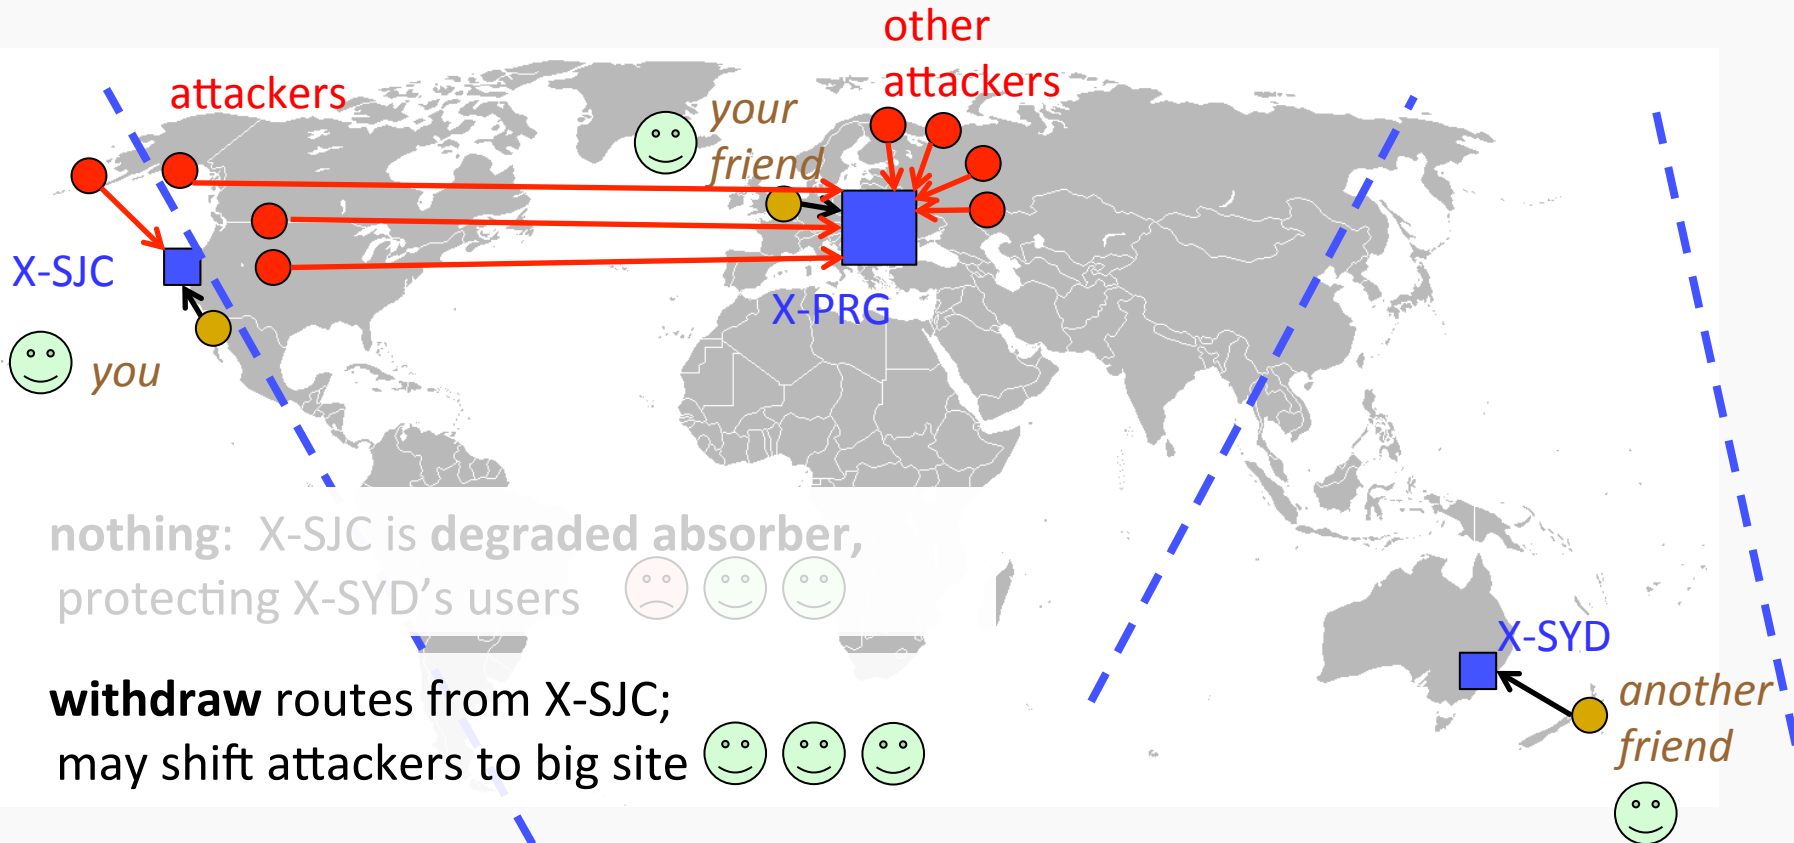 other
attackers
attackers
your
friend
X-SJC
X-PRG
you
nothing: X-SJC is degraded absorber,
protecting X-SYD’s users
X-SYD
withdraw routes from X-SJC;
may shift attackers to big site
another
friend